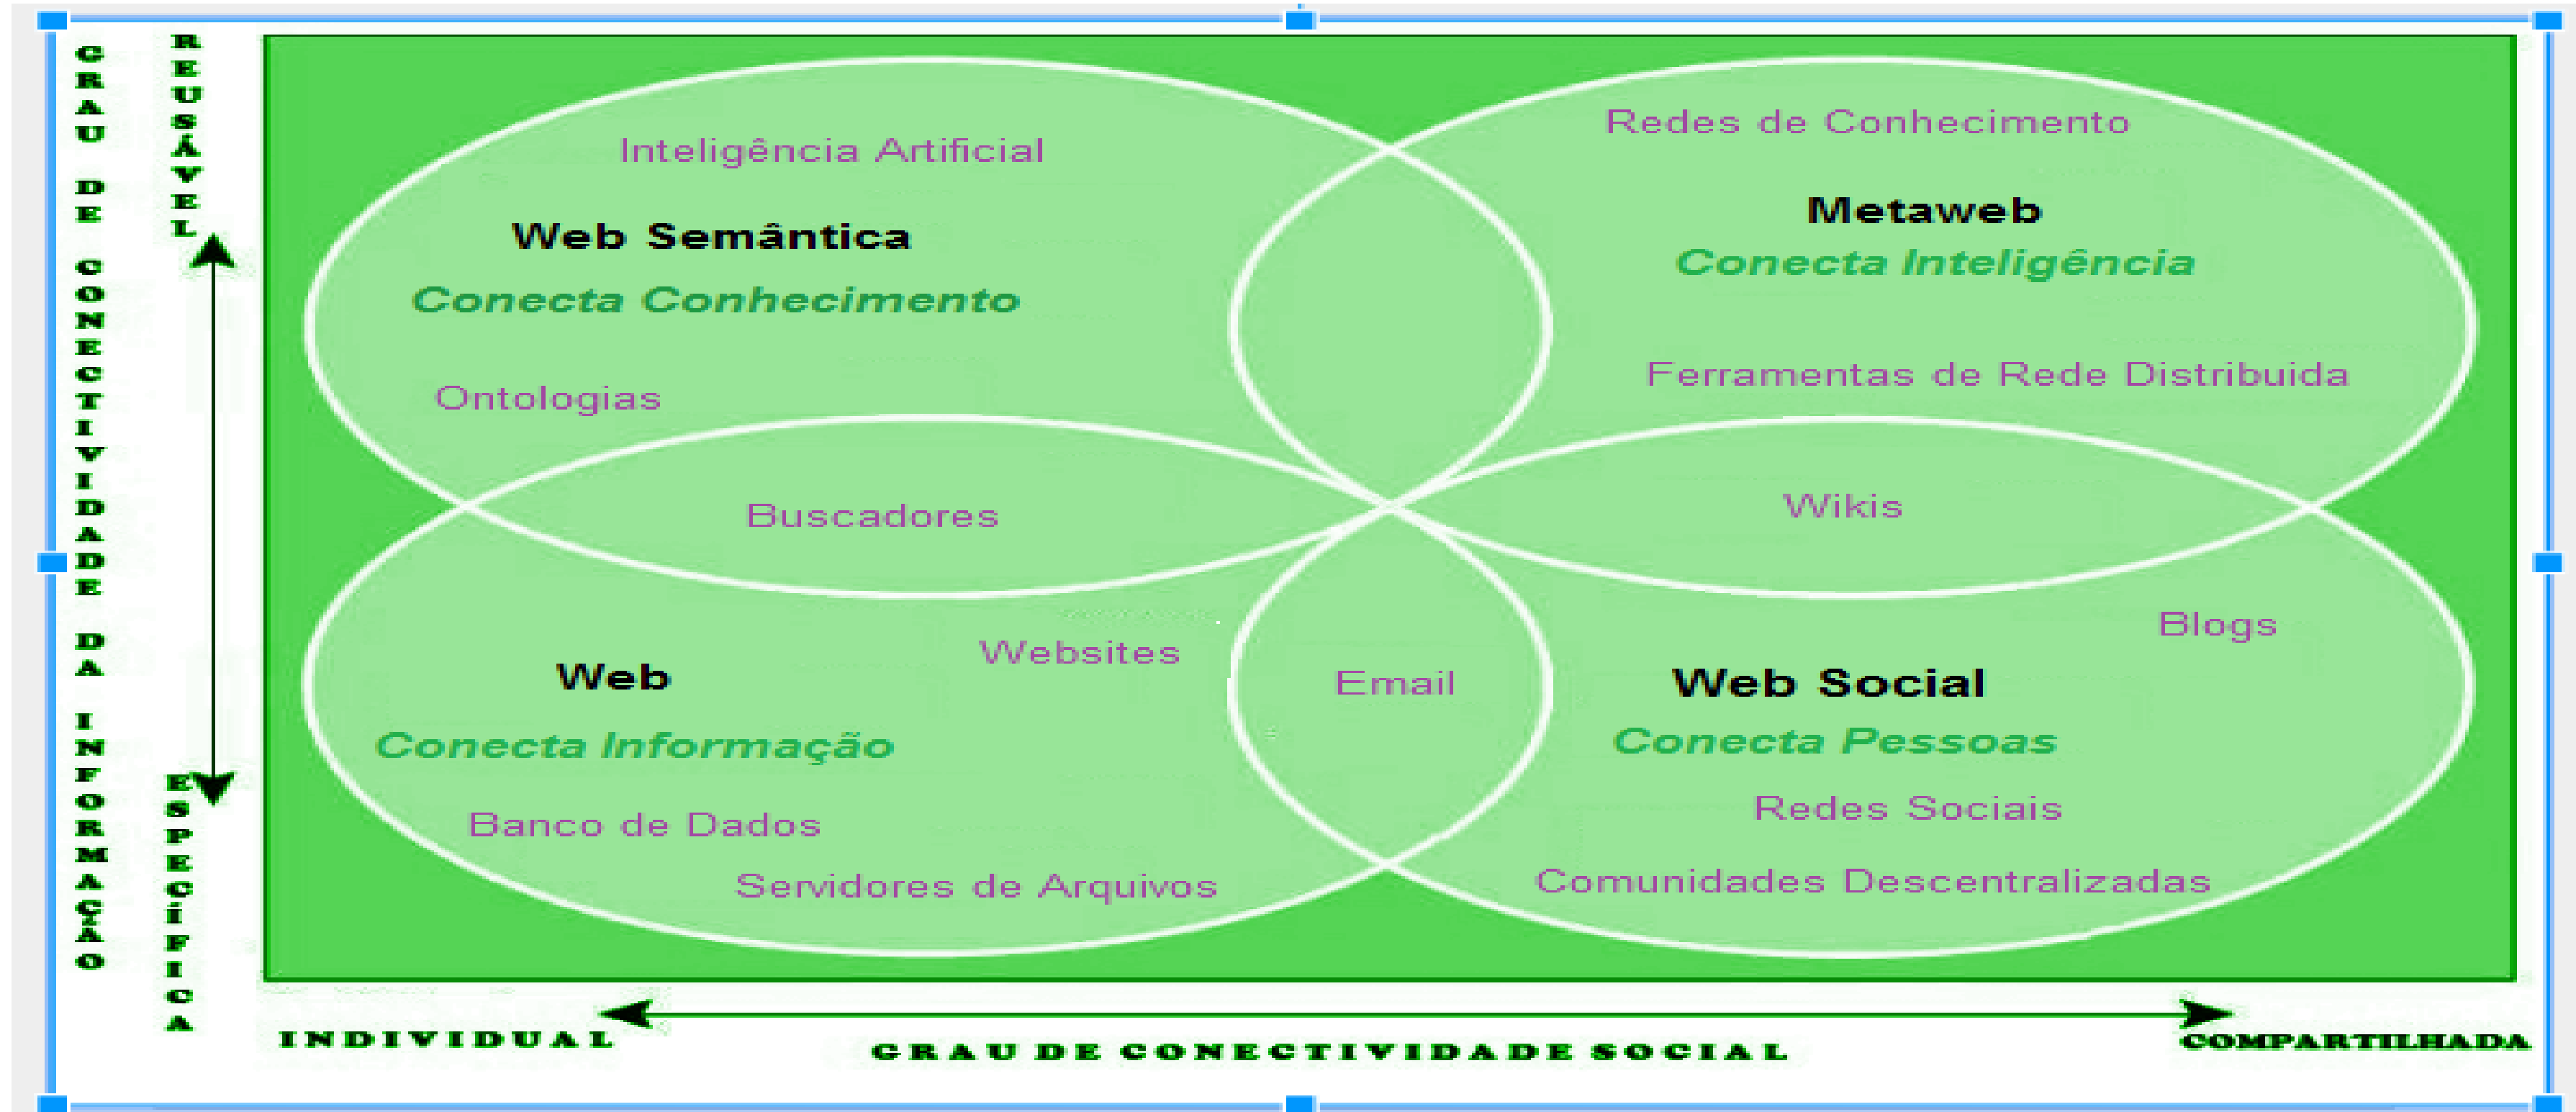 GRAU DE CONECTIVIDADE DA INFORMAÇÃO
REUSÁVEL
ESPECÍFICA
Inteligência Artificial
Web Semântica
Conecta Conhecimento
Ontologias
Redes de Conhecimento
Metaweb
Conecta Inteligência
Ferramentas de Rede Distribuida
Buscadores
Wikis
Websites
Web
Conecta Informação
Banco de Dados
Servidores de Arquivos
Email
Blogs
Web Social
Conecta Pessoas
Redes Sociais
Comunidades Descentralizadas
INDIVIDUAL
GRAU DE CONECTIVIDADE SOCIAL
COMPARTILHADA